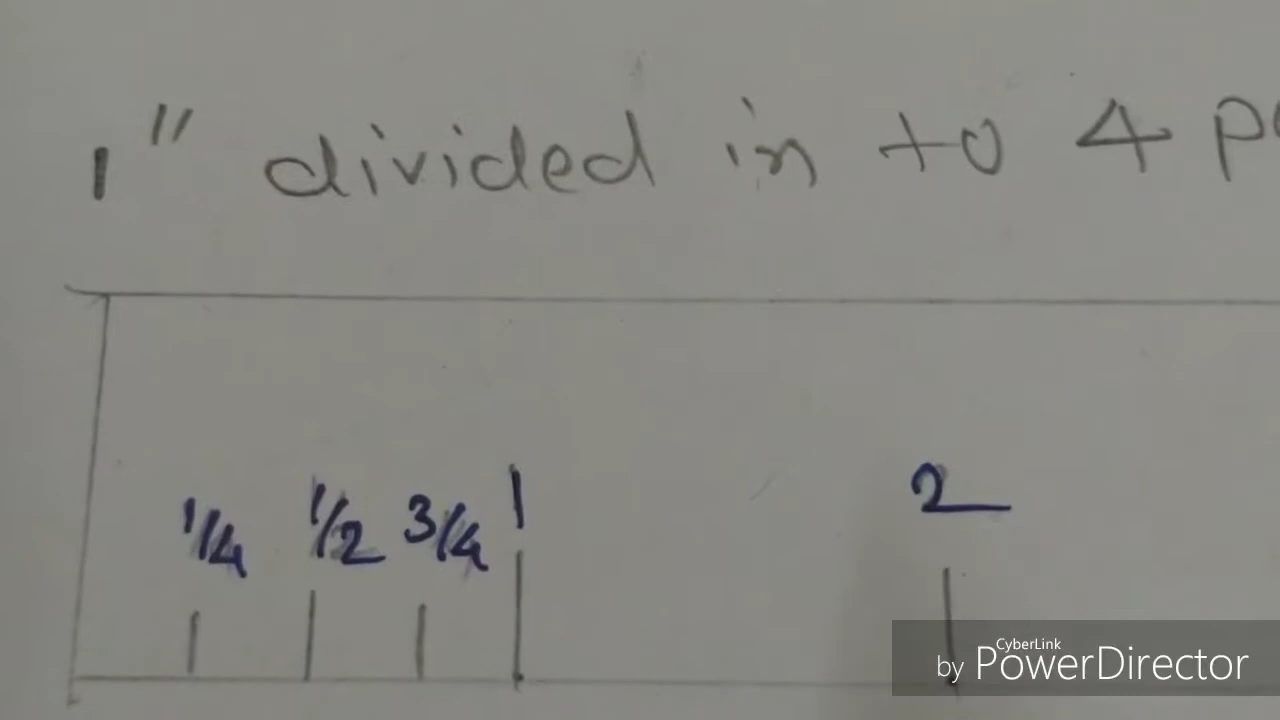 1" divided in to 4
1/4 1/2 3/4 1 2
CyberLink
by PowerDirector